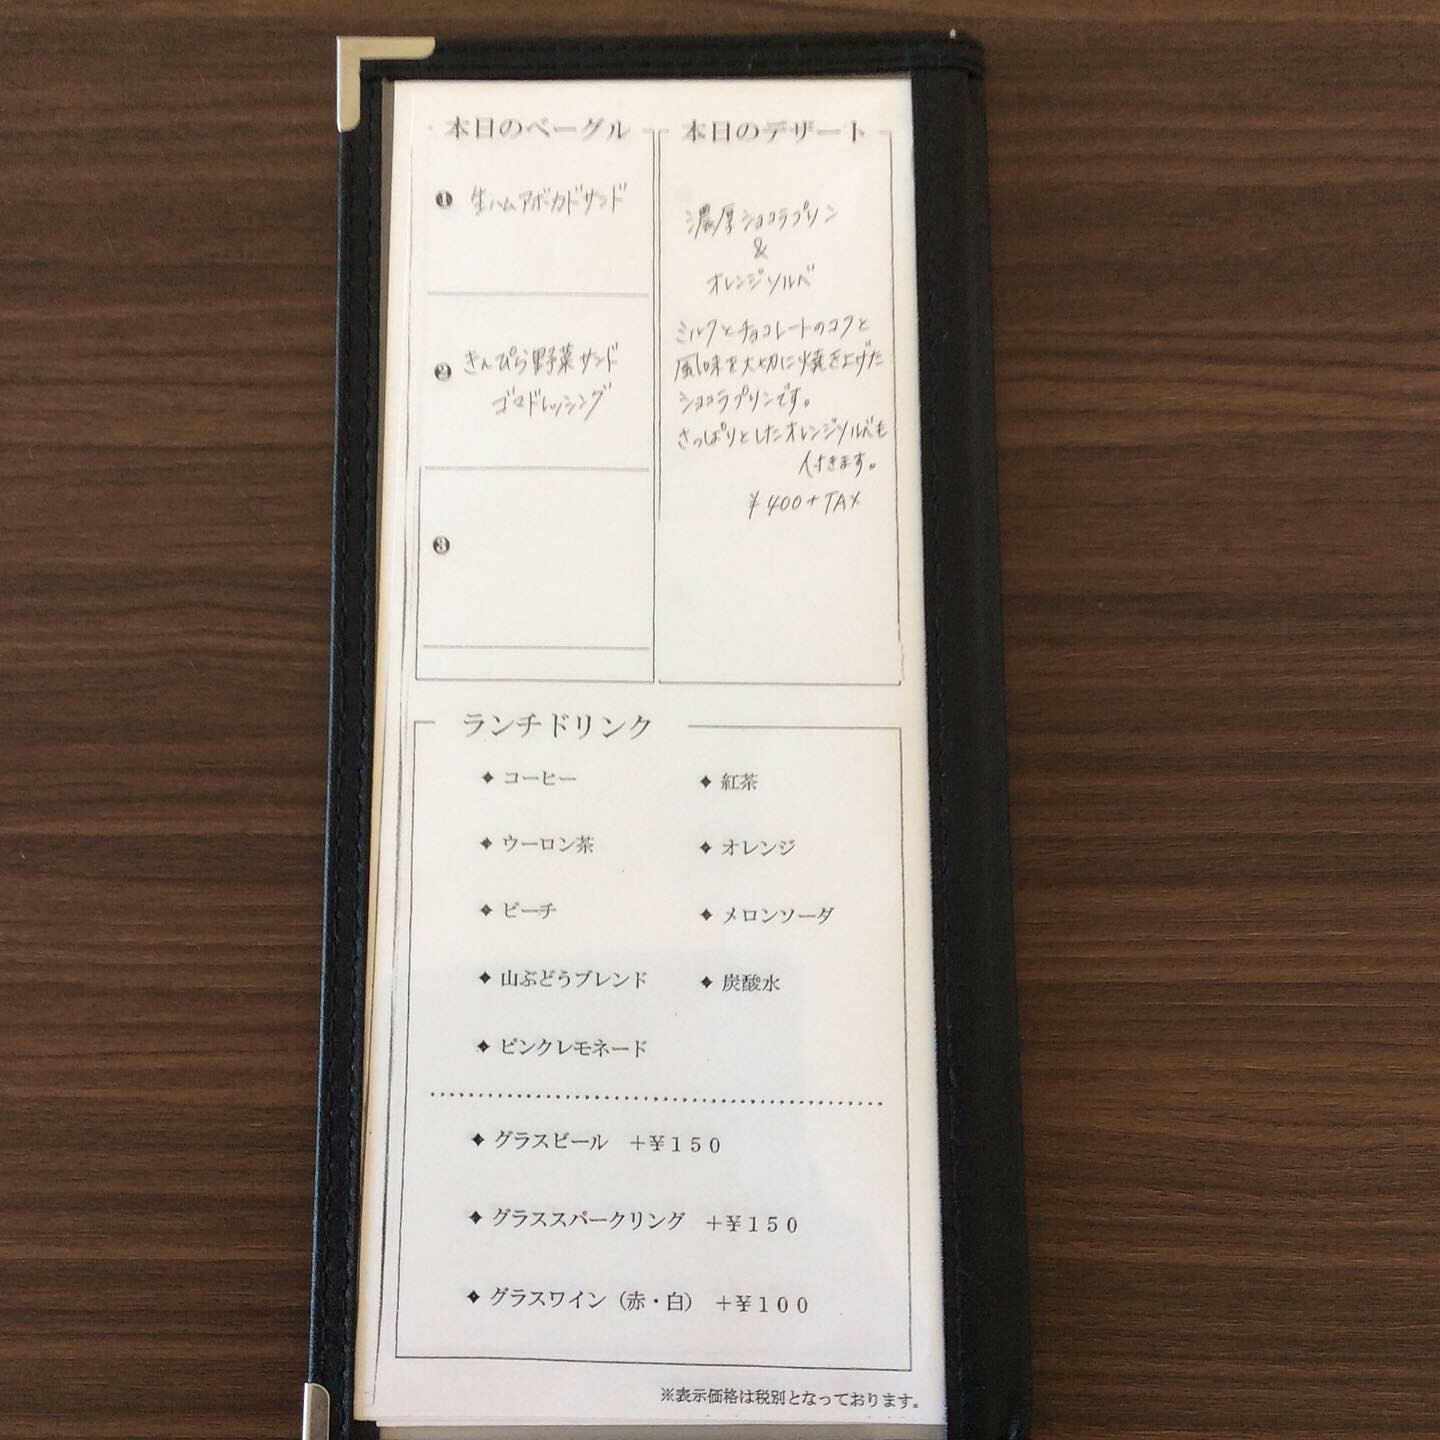 本日のベーグル
❶ 生ハムアボカドサンド
❷ きんぴら野菜サンド
ゴマドレッシング
❸
本日のデザート
濃厚ショコラプリン
&
オレンジソルベ
ミルクとチョコレートのコクと
風味を大切に焼き上げた
ショコラプリンです。
さっぱりとしたオレンジソルベも
付きます。
¥400+TAX
ランチドリンク
◆ コーヒー ◆ 紅茶
◆ ウーロン茶 ◆ オレンジ
◆ ピーチ ◆ メロンソーダ
◆ 山ぶどうブレンド ◆ 炭酸水
◆ ピンクレモネード
◆ グラスビール +¥150
◆ グラススパークリング +¥150
◆ グラスワイン(赤・白) +¥100
※表示価格は税別となっております。